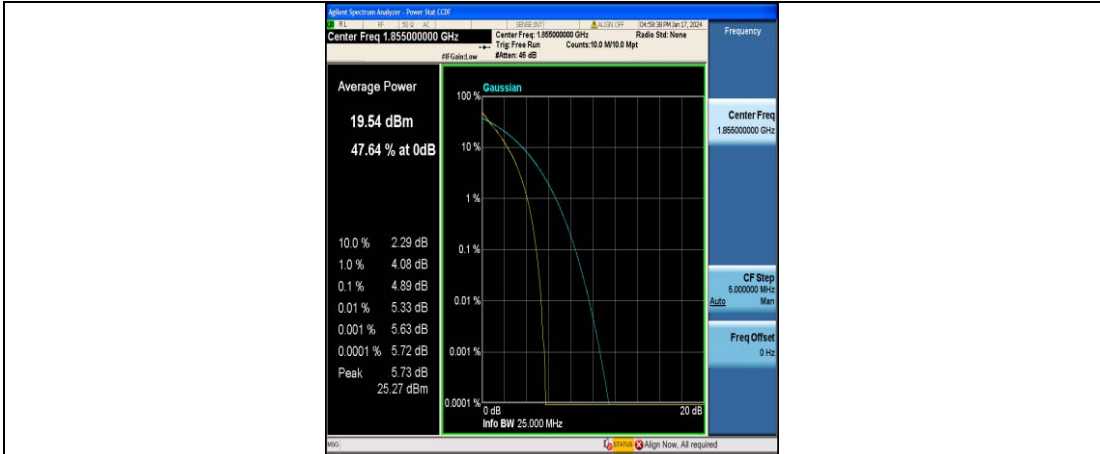 Agilent Spectrum Analyzer - Power Stat CCDF
RL RF 50 Ω AC SENSE:INT ALIGN OFF 04:59:38 PM Jan 17, 2024
Center Freq 1.855000000 GHz
Center Freq: 1.855000000 GHz Radio Std: None
Trig: Free Run Counts:10.0 M/10.0 Mpt
#IFGain:Low #Atten: 46 dB
Frequency
Average Power
19.54 dBm
47.64 % at 0dB
10.0 % 2.29 dB
1.0 % 4.08 dB
0.1 % 4.89 dB
0.01 % 5.33 dB
0.001 % 5.63 dB
0.0001 % 5.72 dB
Peak 5.73 dB
25.27 dBm
Gaussian
100 %
10 %
1 %
0.1 %
0.01 %
0.001 %
0.0001 %
0 dB 20 dB
Info BW 25.000 MHz
Center Freq
1.855000000 GHz
CF Step
5.000000 MHz
Auto Man
Freq Offset
0 Hz
MSG STATUS Align Now, All required